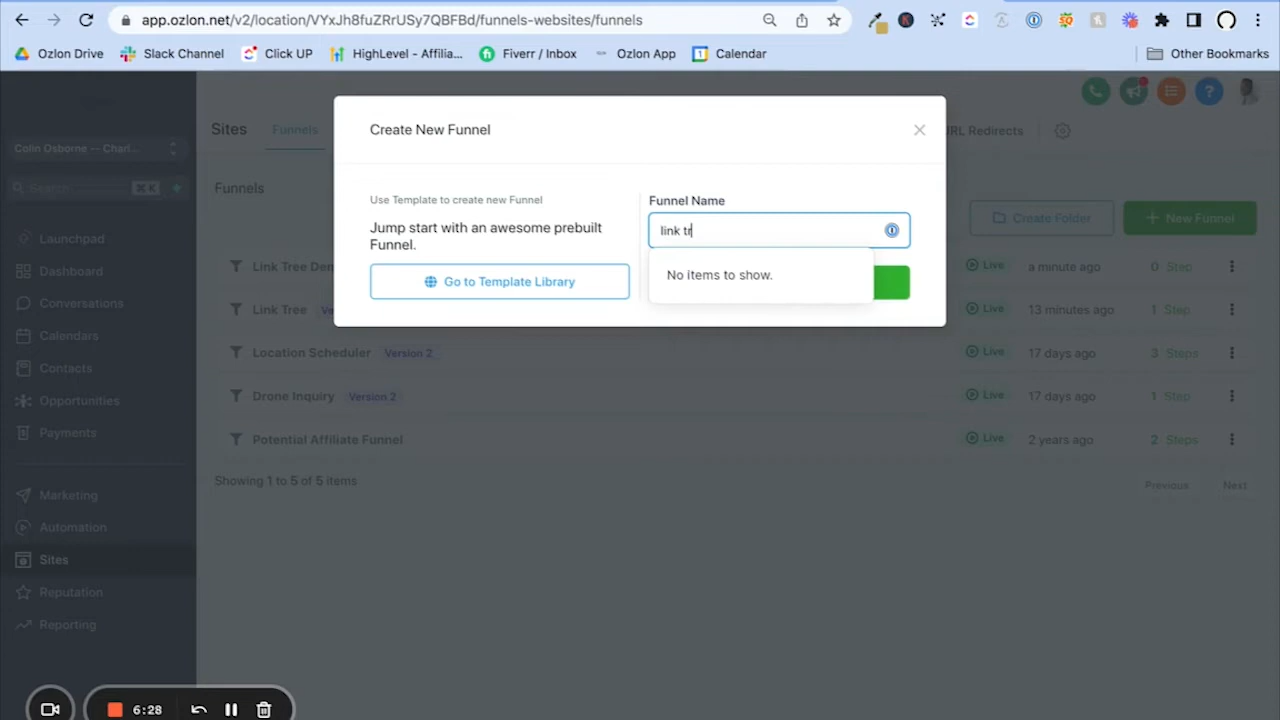 app.ozlon.net/v2/location/VYxJh8fuZRrUSy7QBFBd/funnels-websites/funnels
Ozlon Drive
Slack Channel
Click UP
HighLevel - Affilia...
Fiverr / Inbox
Ozlon App
Calendar
Other Bookmarks
Create New Funnel
Sites
Funnels
URL Redirects
Colin Osborne -- Charl...
Search
⌘ K
Funnels
Use Template to create new Funnel
Funnel Name
Jump start with an awesome prebuilt
Funnel.
link tr
Create Folder
+ New Funnel
No items to show.
Go to Template Library
Launchpad
Dashboard
Conversations
Calendars
Contacts
Opportunities
Payments
Marketing
Automation
Sites
Reputation
Reporting
Link Tree Dem
Live
a minute ago
0 Step
Link Tree
Ve
Live
13 minutes ago
1 Step
Location Scheduler
Version 2
Live
17 days ago
3 Steps
Drone Inquiry
Version 2
Live
17 days ago
1 Step
Potential Affiliate Funnel
Live
2 years ago
2 Steps
Showing 1 to 5 of 5 items
Previous
Next
6:28